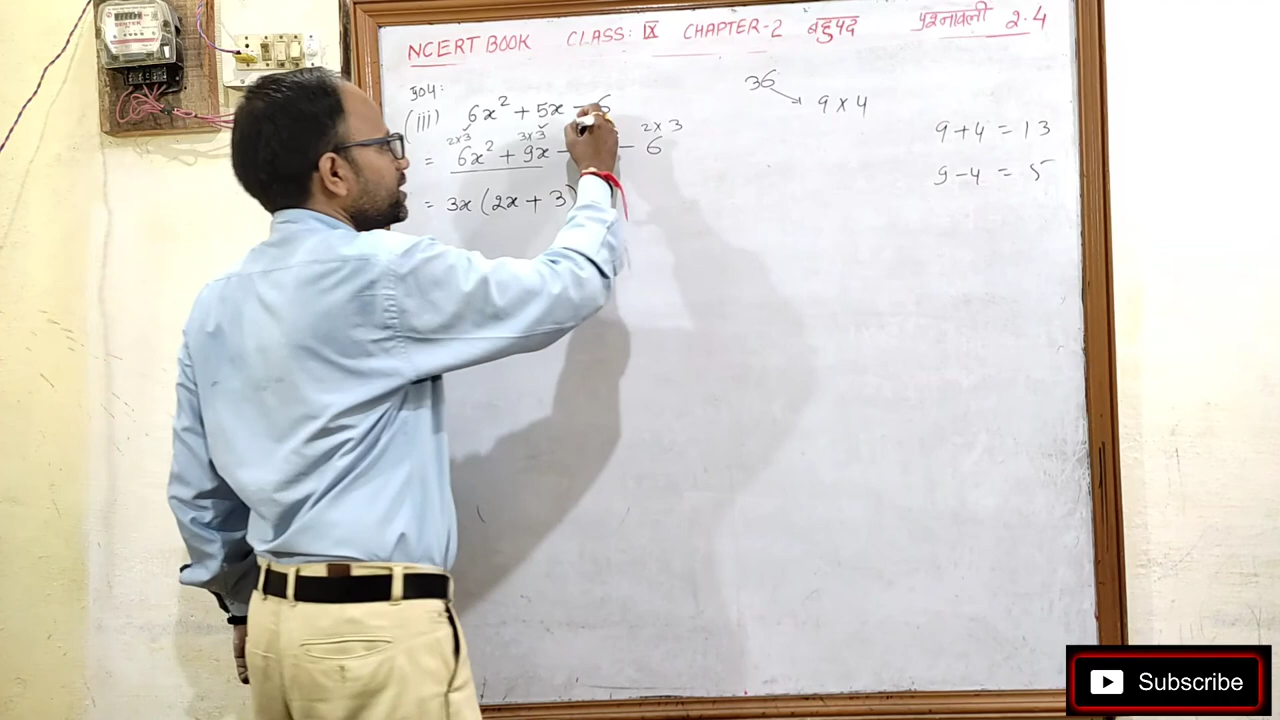 NCERT BOOK CLASS: IX CHAPTER-2 बहुपद प्रश्नावली 2.4
प्र04:
(iii) 6x² + 5x - 6
36
9 x 4
9 + 4 = 13
9 - 4 = 5
2x3 3x3 2x3
= 6x² + 9x - - 6
= 3x (2x + 3)
Subscribe